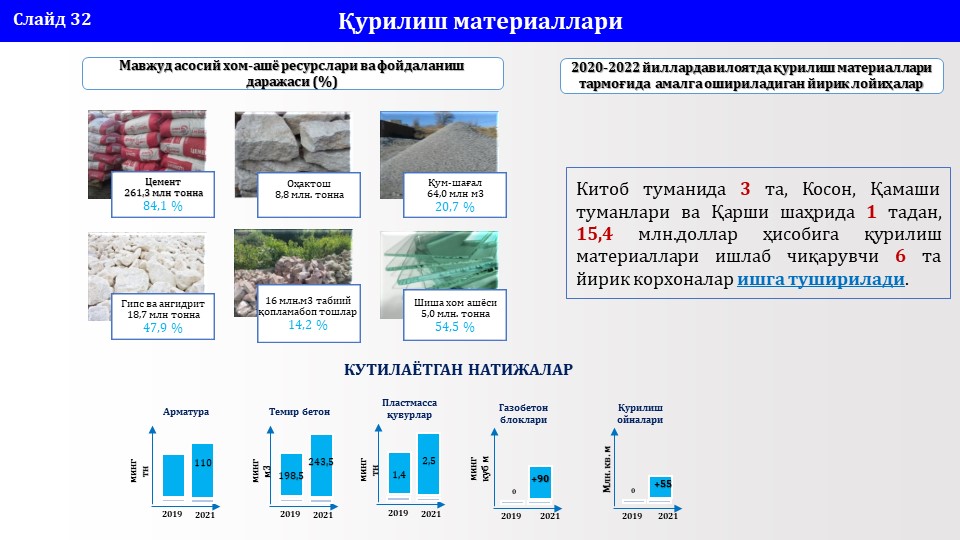 Слайд 32
Қурилиш материаллари
Мавжуд асосий хом-ашё ресурслари ва фойдаланиш
даражаси (%)
2020-2022 йиллардавилоятда қурилиш материаллари
тармоғида амалга ошириладиган йирик лойиҳалар
Цемент
261,3 млн тонна
84,1 %
Оҳактош
8,8 млн. тонна
Қум-шағал
64,0 млн м3
20,7 %
Гипс ва ангидрит
18,7 млн тонна
47,9 %
16 млн.м3 табиий
қопламабоп тошлар
14,2 %
Шиша хом ашёси
5,0 млн. тонна
54,5 %
Китоб туманида 3 та, Косон, Қамаши
туманлари ва Қарши шаҳрида 1 тадан,
15,4 млн.доллар ҳисобига қурилиш
материаллари ишлаб чиқарувчи 6 та
йирик корхоналар ишга туширилади.
КУТИЛАЁТГАН НАТИЖАЛАР
Арматура
минг
тн
110
2019 2021
Темир бетон
минг
м3
198,5
243,5
2019 2021
Пластмасса
қувурлар
минг
тн
1,4
2,5
2019 2021
Газобетон
блоклари
минг
куб м
0
+90
2019 2021
Қурилиш
ойналари
Млн. кв. м
0
+55
2019 2021